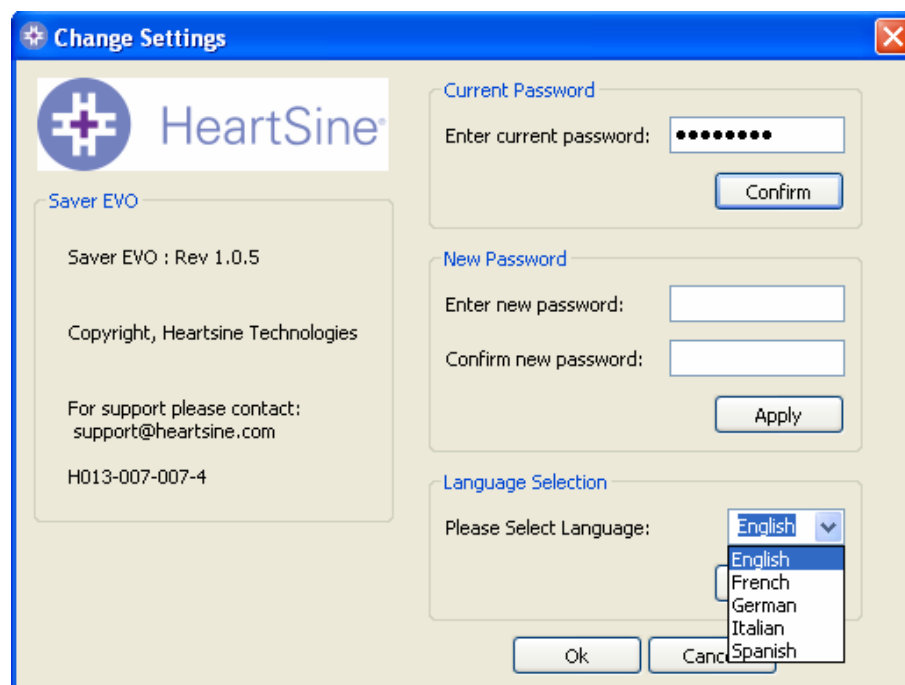 Change Settings
HeartSine®
Saver EVO
Saver EVO : Rev 1.0.5
Copyright, Heartsine Technologies
For support please contact:
support@heartsine.com
H013-007-007-4
Current Password
Enter current password: ••••••••
Confirm
New Password
Enter new password:
Confirm new password:
Apply
Language Selection
Please Select Language: English
English
French
German
Italian
Spanish
Ok